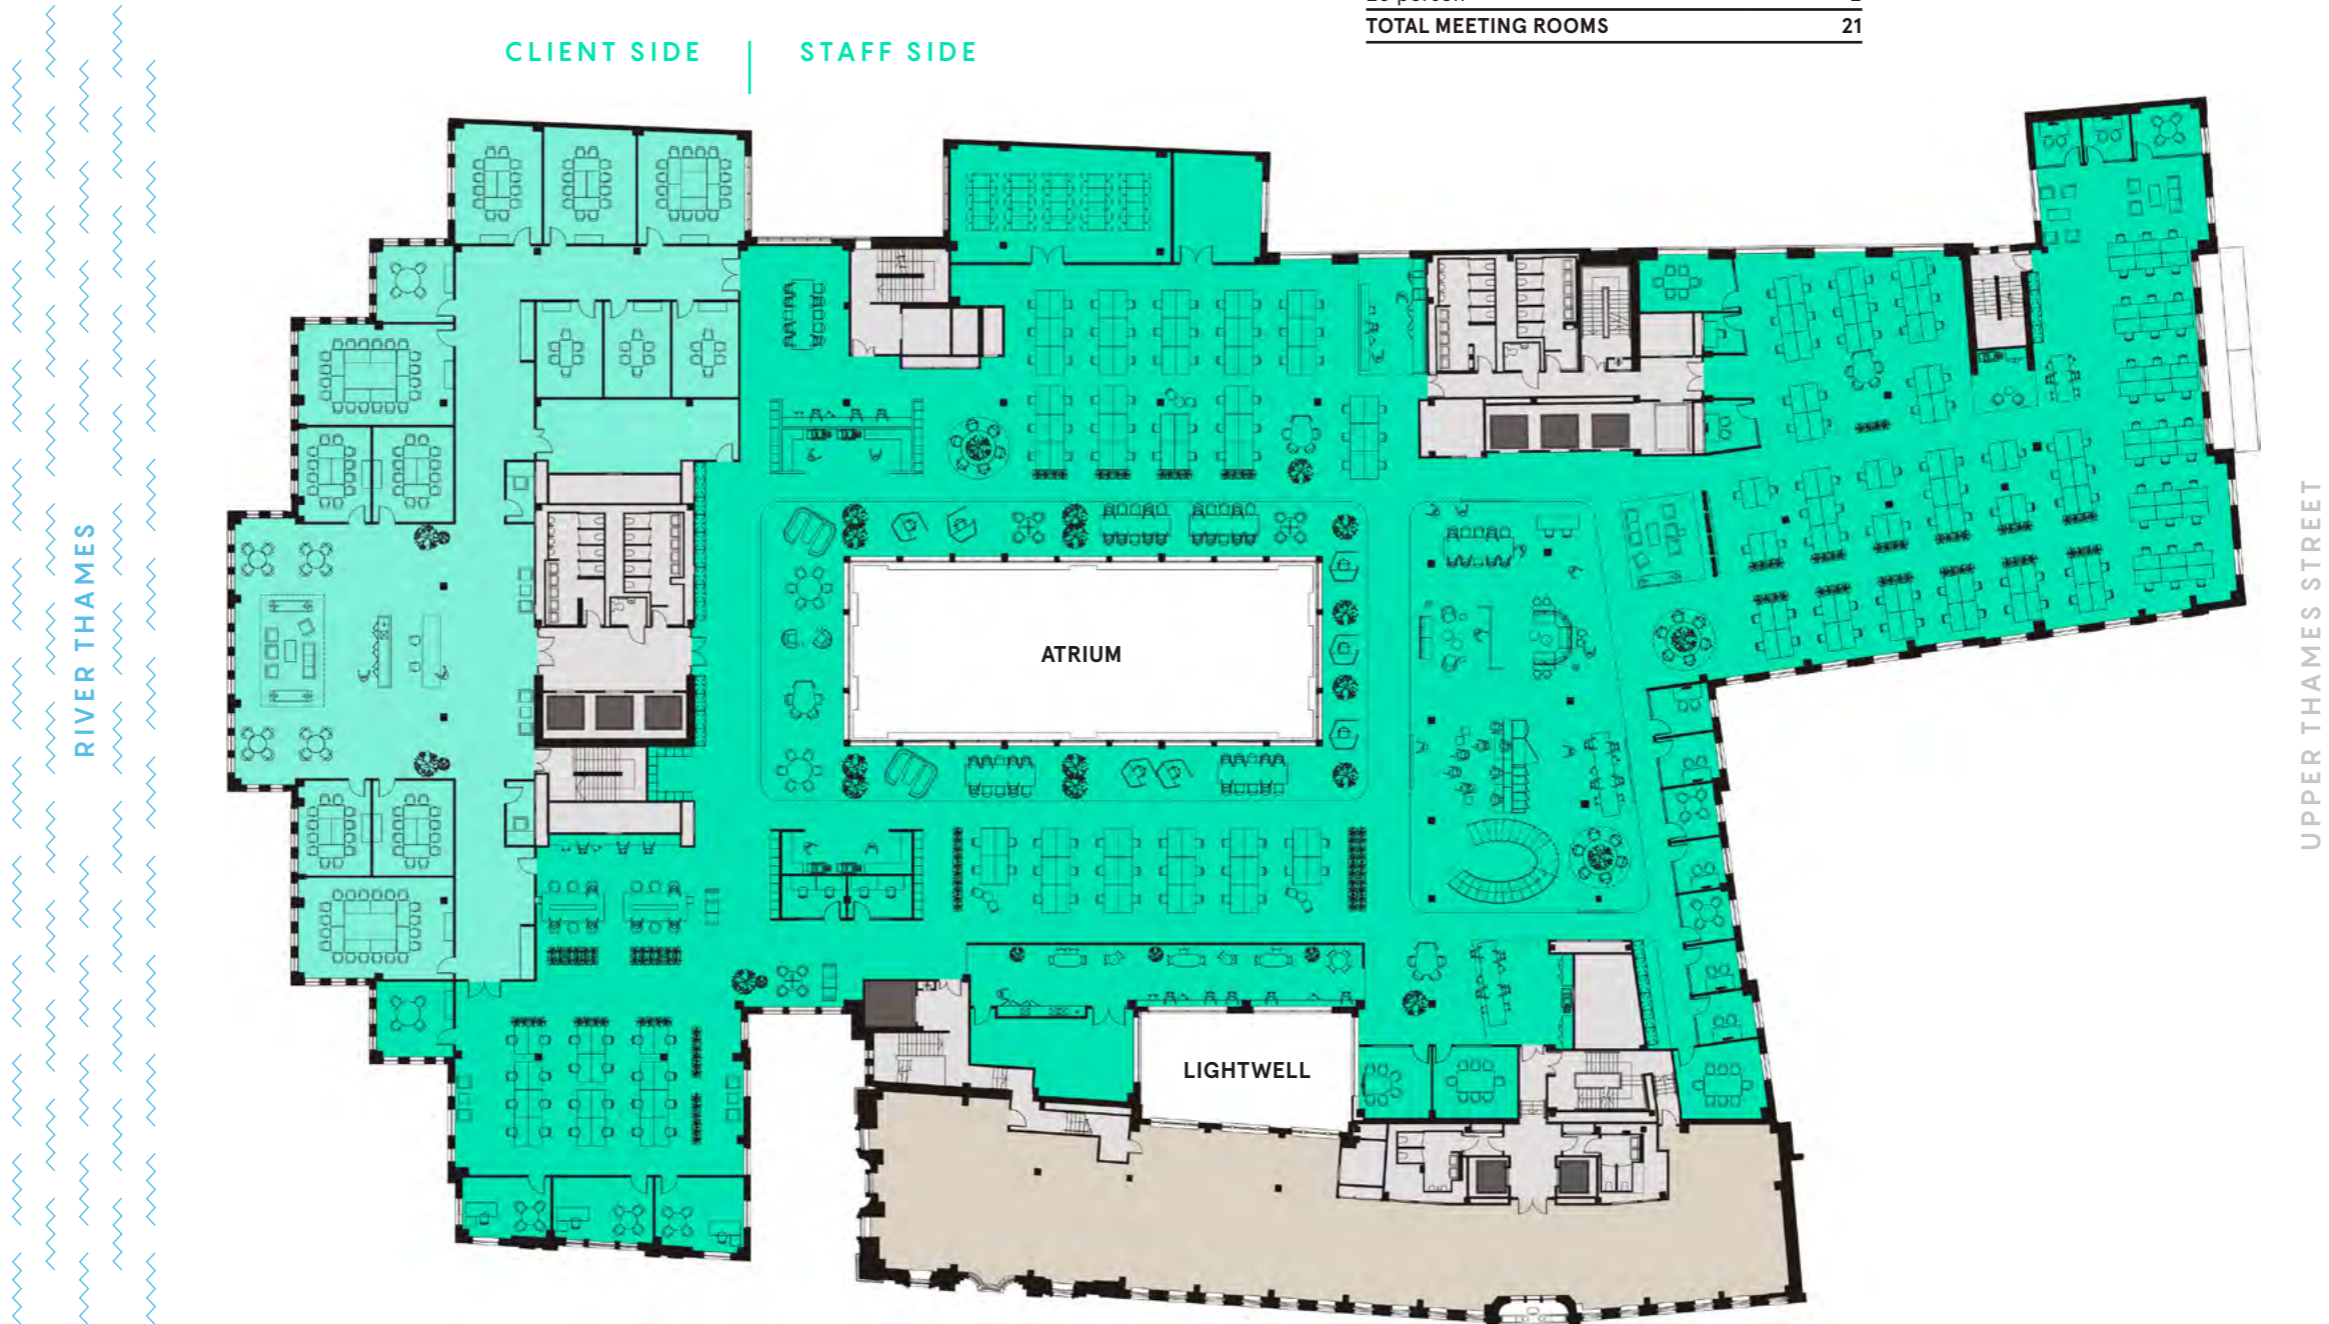 TOTAL MEETING ROOMS 21
CLIENT SIDE STAFF SIDE
RIVER THAMES
ATRIUM
LIGHTWELL
UPPER THAMES STREET